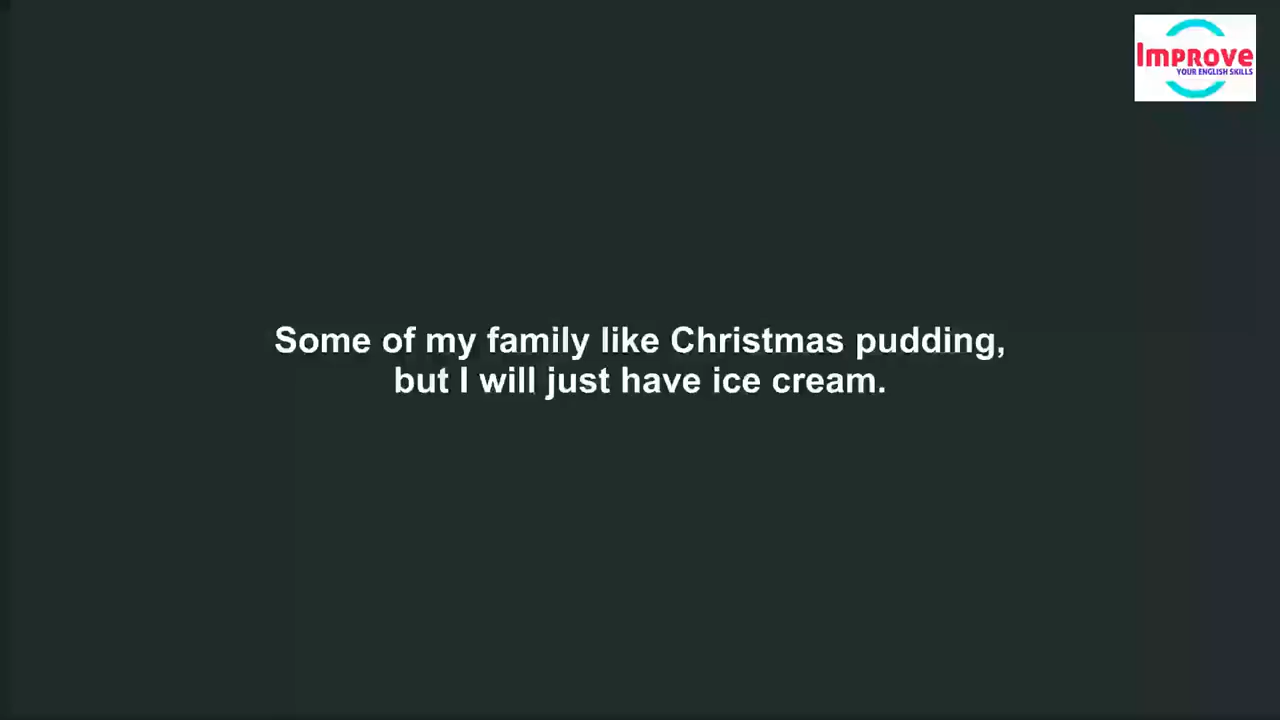 Improve
YOUR ENGLISH SKILLS
Some of my family like Christmas pudding,
but I will just have ice cream.